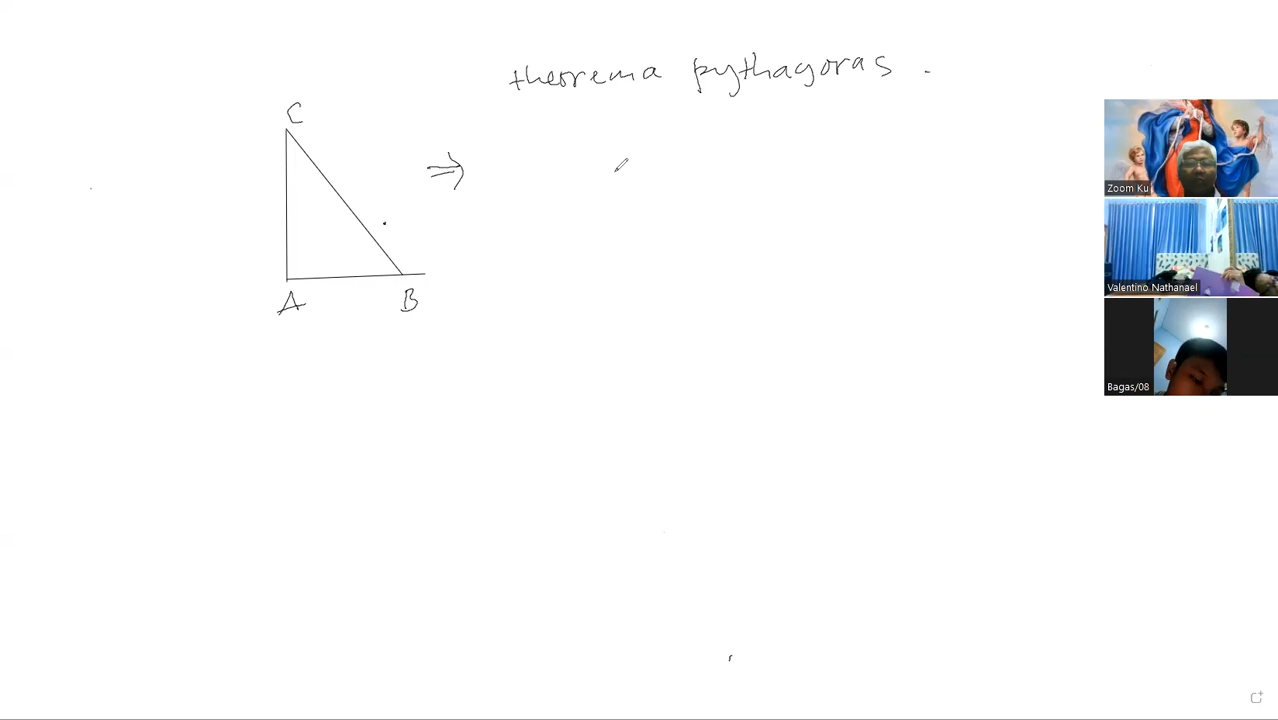 theorema pythagoras .
C
⇒
A B
Zoom Ku
Valentino Nathanael
Bagas/08